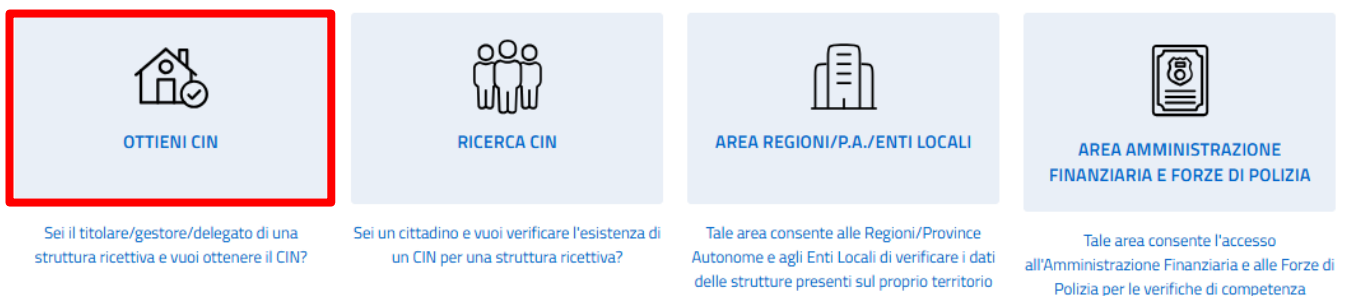 OTTIENI CIN
Sei il titolare/gestore/delegato di una
struttura ricettiva e vuoi ottenere il CIN?
RICERCA CIN
Sei un cittadino e vuoi verificare l'esistenza di
un CIN per una struttura ricettiva?
AREA REGIONI/P.A./ENTI LOCALI
Tale area consente alle Regioni/Province
Autonome e agli Enti Locali di verificare i dati
delle strutture presenti sul proprio territorio
AREA AMMINISTRAZIONE
FINANZIARIA E FORZE DI POLIZIA
Tale area consente l'accesso
all'Amministrazione Finanziaria e alle Forze di
Polizia per le verifiche di competenza